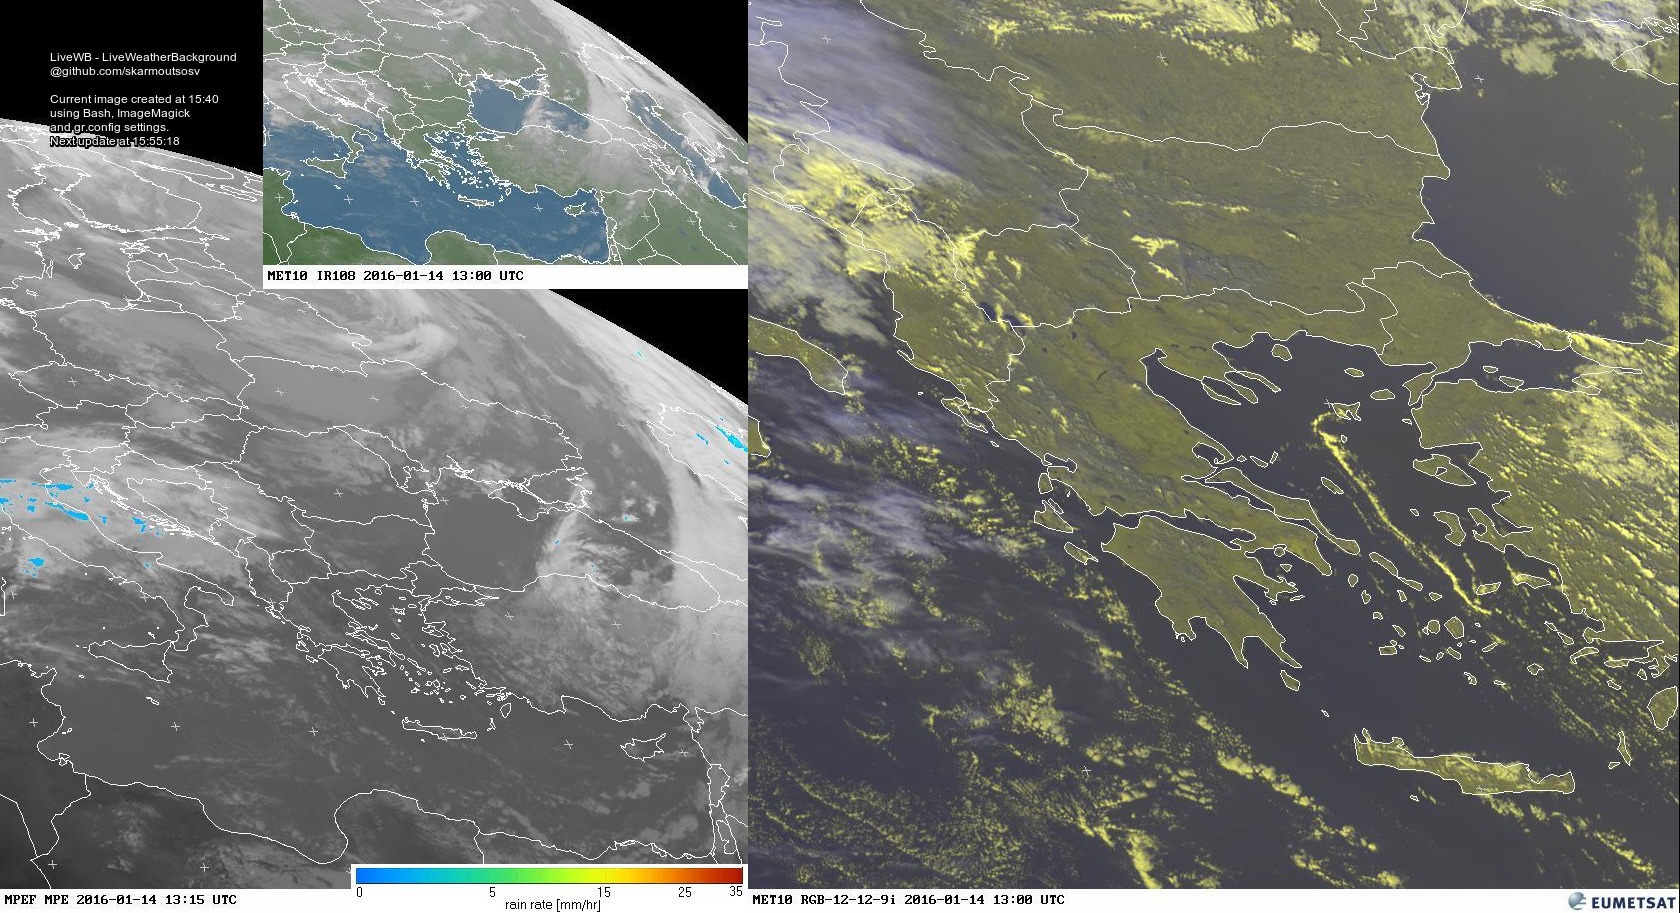 LiveWB - LiveWeatherBackground
@github.com/skarmoutsosv
Current image created at 15:40
using Bash, ImageMagick
and gr.config settings.
Next update at 15:55:18
MET10 IR108 2016-01-14 13:00 UTC
0 5 10 15 25 35
rain rate [mm/hr]
MPEF MPE 2016-01-14 13:15 UTC
MET10 RGB-12-12-9i 2016-01-14 13:00 UTC
EUMETSAT